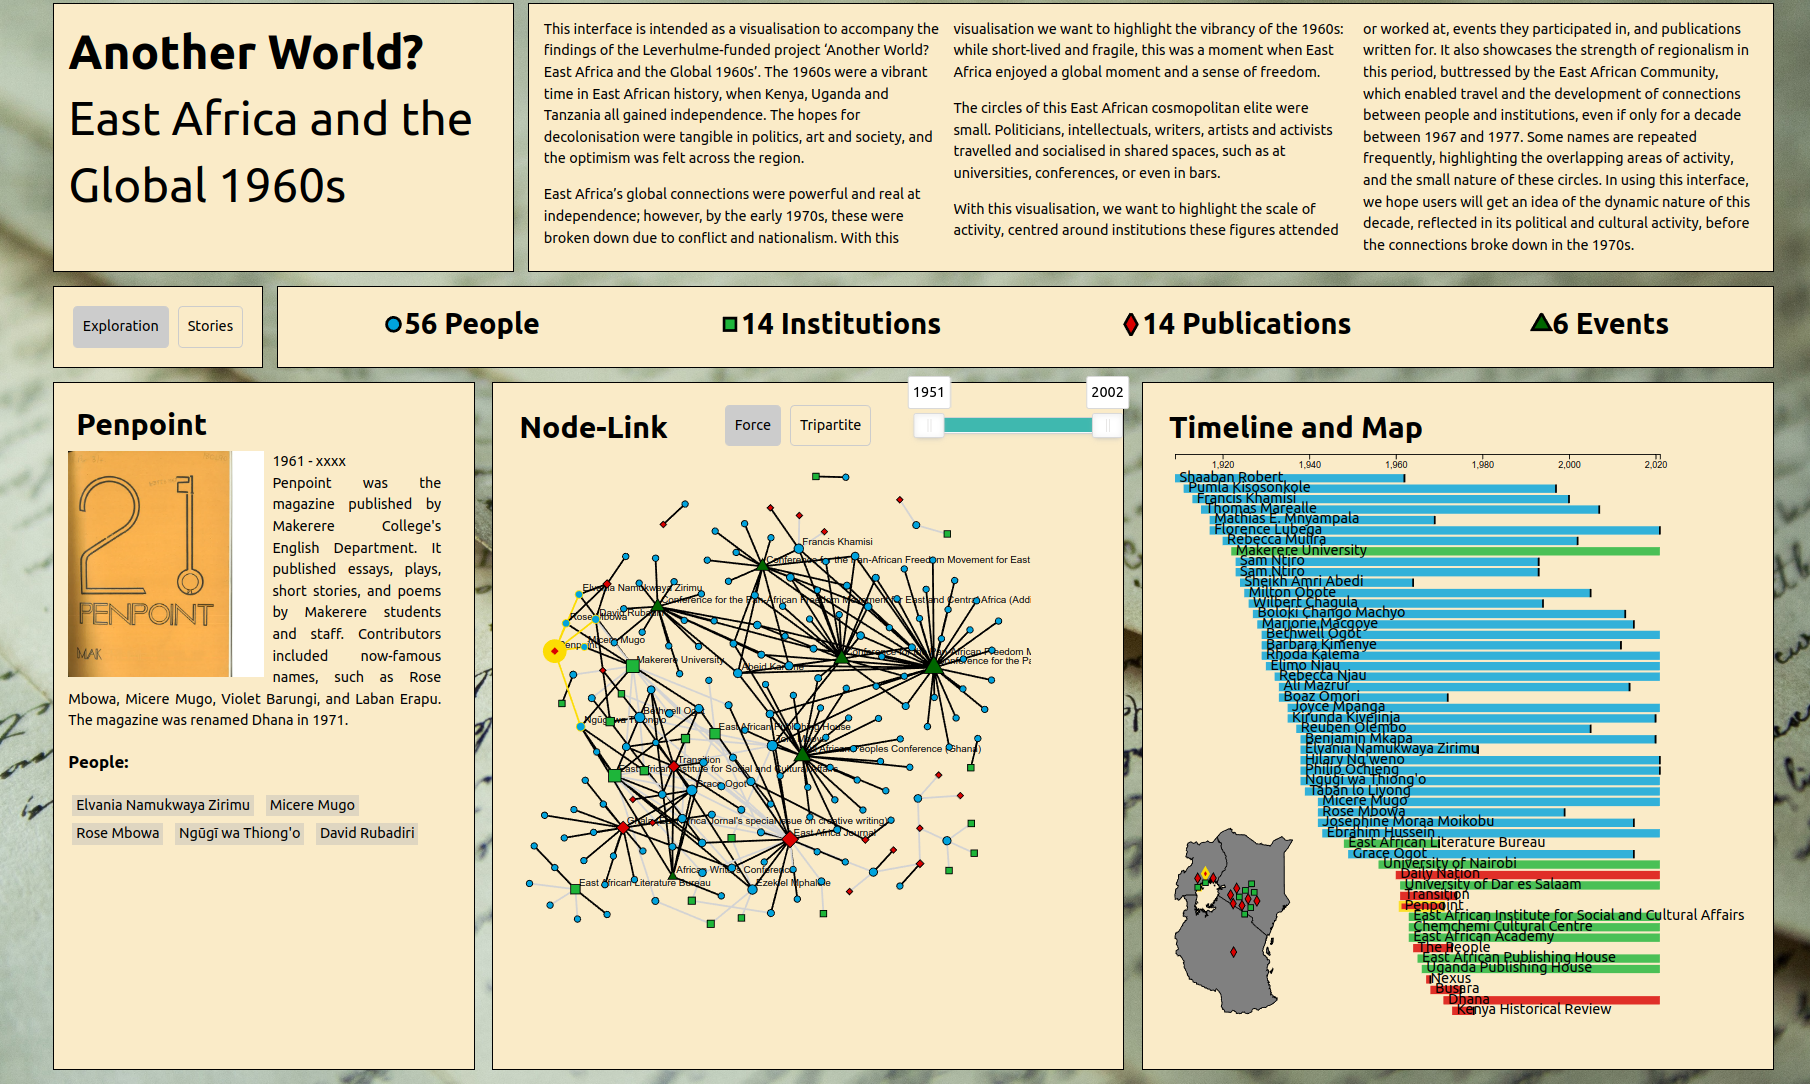 Another World?
East Africa and the
Global 1960s
This interface is intended as a visualisation to accompany the
findings of the Leverhulme-funded project ‘Another World?
East Africa and the Global 1960s’. The 1960s were a vibrant
time in East African history, when Kenya, Uganda and
Tanzania all gained independence. The hopes for
decolonisation were tangible in politics, art and society, and
the optimism was felt across the region.
East Africa’s global connections were powerful and real at
independence; however, by the early 1970s, these were
broken down due to conflict and nationalism. With this
visualisation we want to highlight the vibrancy of the 1960s:
while short-lived and fragile, this was a moment when East
Africa enjoyed a global moment and a sense of freedom.
The circles of this East African cosmopolitan elite were
small. Politicians, intellectuals, writers, artists and activists
travelled and socialised in shared spaces, such as at
universities, conferences, or even in bars.
With this visualisation, we want to highlight the scale of
activity, centred around institutions these figures attended
or worked at, events they participated in, and publications
written for. It also showcases the strength of regionalism in
this period, buttressed by the East African Community,
which enabled travel and the development of connections
between people and institutions, even if only for a decade
between 1967 and 1977. Some names are repeated
frequently, highlighting the overlapping areas of activity,
and the small nature of these circles. In using this interface,
we hope users will get an idea of the dynamic nature of this
decade, reflected in its political and cultural activity, before
the connections broke down in the 1970s.
Exploration
Stories
56 People
14 Institutions
14 Publications
6 Events
Penpoint
21
PENPOINT
MAK
1961 - xxxx
Penpoint was the
magazine published by
Makerere College's
English Department. It
published essays, plays,
short stories, and poems
by Makerere students
and staff. Contributors
included now-famous
names, such as Rose
Mbowa, Micere Mugo, Violet Barungi, and Laban Erapu.
The magazine was renamed Dhana in 1971.
People:
Elvania Namukwaya Zirimu
Micere Mugo
Rose Mbowa
Ngũgĩ wa Thiong'o
David Rubadiri
Node-Link
Force
Tripartite
1951
2002
Francis Khamisi
Conference for the Pan-African Freedom Movement for East
Elvania Namukwaya Zirimu
Conference for the Pan-African Freedom Movement for East and Central Africa (Addi
David Ruba
Rose Mbowa
Micere Mugo
Penpoint
Makerere University
Conference for the Pan-African Freedom M
Conference for the Pa
Abeid Kar
Bethwell Og
Ngũgĩ wa Thiong'o
East African Publishing House
Peoples Conference (Ghana)
Transition
East African Institute for Social and Cultural Affairs
Grace Ogot
(East Africa Jornal's special issue on creative writing)
East Africa Journal
African Writers Conference
East African Literature Bureau
Ezekiel Mphahlele
Timeline and Map
1,920
1,940
1,960
1,980
2,000
2,020
Shaaban Robert
Pumla Kisosonkole
Francis Khamisi
Thomas Marealle
Mathias E. Mnyampala
Florence Lubega
Rebecca Mulira
Makerere University
Sam Ntiro
Sam Ntiro
Sheikh Amri Abedi
Milton Obote
Wilbert Chagula
Boloki Chango Machyo
Marjorie Macgoye
Bethwell Ogot
Barbara Kimenye
Rhoda Kalema
Elimo Njau
Rebecca Njau
Ali Mazrui
Boaz Omori
Joyce Mpanga
Kirunda Kivejinja
Reuben Olembo
Benjamin Mkapa
Elvania Namukwaya Zirimu
Hilary Ng'weno
Philip Ochieng
Ngũgĩ wa Thiong'o
Taban lo Liyong
Micere Mugo
Rose Mbowa
Josephine Moraa Moikobu
Ebrahim Hussein
East African Literature Bureau
Grace Ogot
University of Nairobi
Daily Nation
University of Dar es Salaam
Transition
Penpoint
East African Institute for Social and Cultural Affairs
Chemchemi Cultural Centre
East African Academy
The People
East African Publishing House
Uganda Publishing House
Nexus
Busara
Dhana
Kenya Historical Review